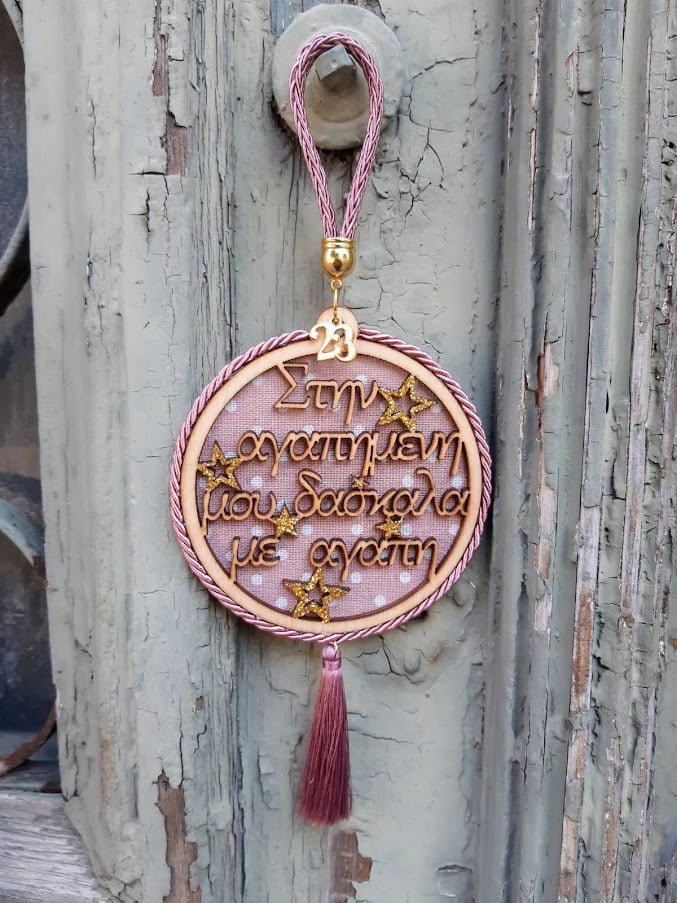 23
Στην
αγαπημενη
μου δασκαλα
με αγαπη